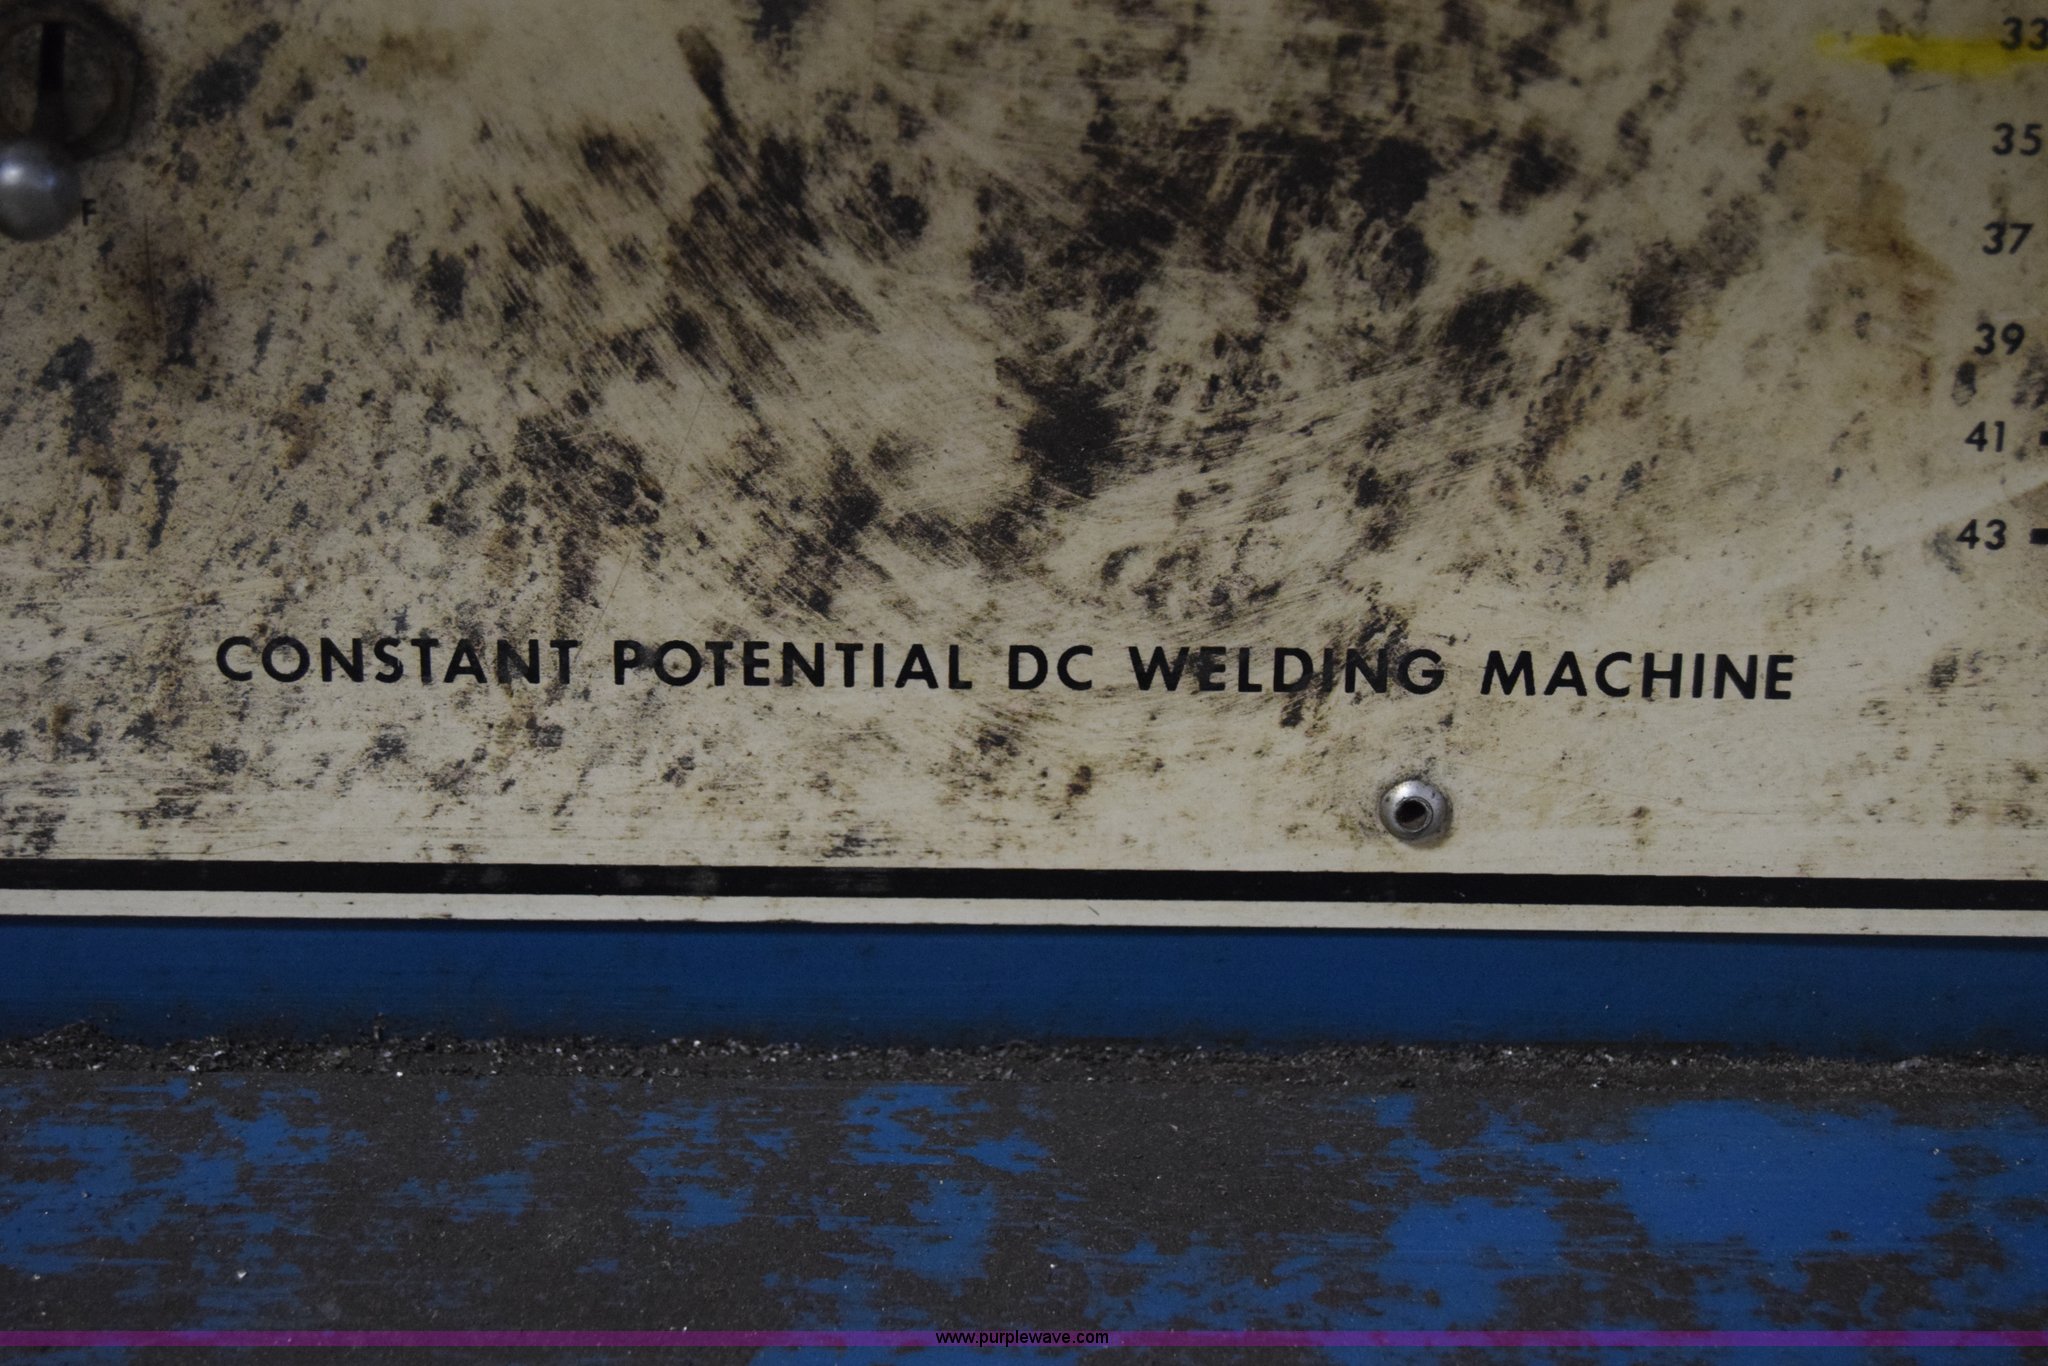 33
35
F
37
39
41
43
CONSTANT POTENTIAL DC WELDING MACHINE
www.purplewave.com